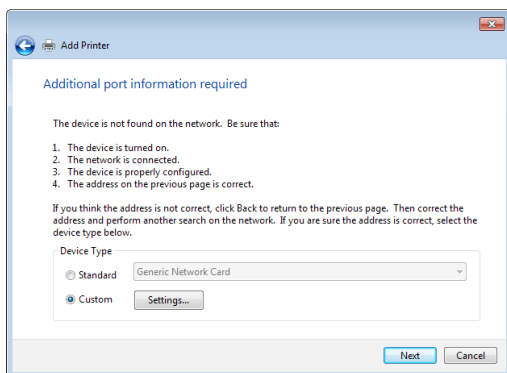 Add Printer
Additional port information required
The device is not found on the network. Be sure that:
1. The device is turned on.
2. The network is connected.
3. The device is properly configured.
4. The address on the previous page is correct.
If you think the address is not correct, click Back to return to the previous page. Then correct the
address and perform another search on the network. If you are sure the address is correct, select the
device type below.
Device Type
Standard
Generic Network Card
Custom
Settings...
Next
Cancel